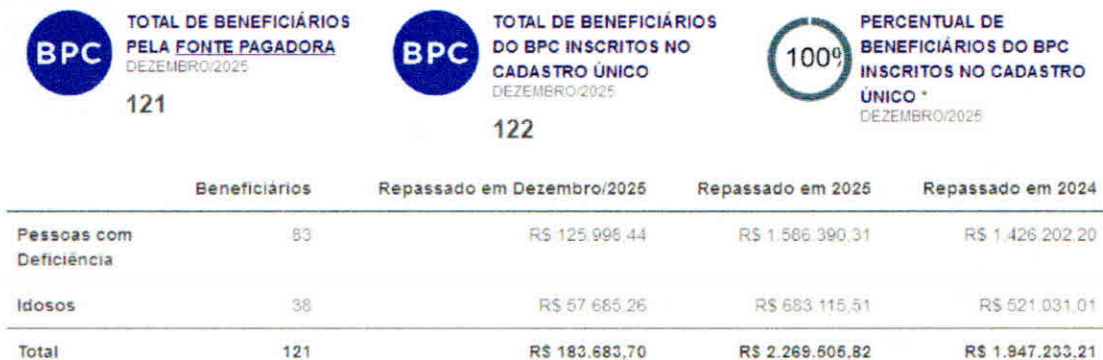 BPC
TOTAL DE BENEFICIÁRIOS
PELA FONTE PAGADORA
DEZEMBRO/2025
121
BPC
TOTAL DE BENEFICIÁRIOS
DO BPC INSCRITOS NO
CADASTRO ÚNICO
DEZEMBRO/2025
122
100%
PERCENTUAL DE
BENEFICIÁRIOS DO BPC
INSCRITOS NO CADASTRO
ÚNICO *
DEZEMBRO/2025
Beneficiários Repassado em Dezembro/2025 Repassado em 2025 Repassado em 2024
Pessoas com
Deficiência
83 R$ 125.998,44 R$ 1.586.390,31 R$ 1.426.202,20
Idosos 38 R$ 57.685,26 R$ 683.115,51 R$ 521.031,01
Total 121 R$ 183.683,70 R$ 2.269.505,82 R$ 1.947.233,21